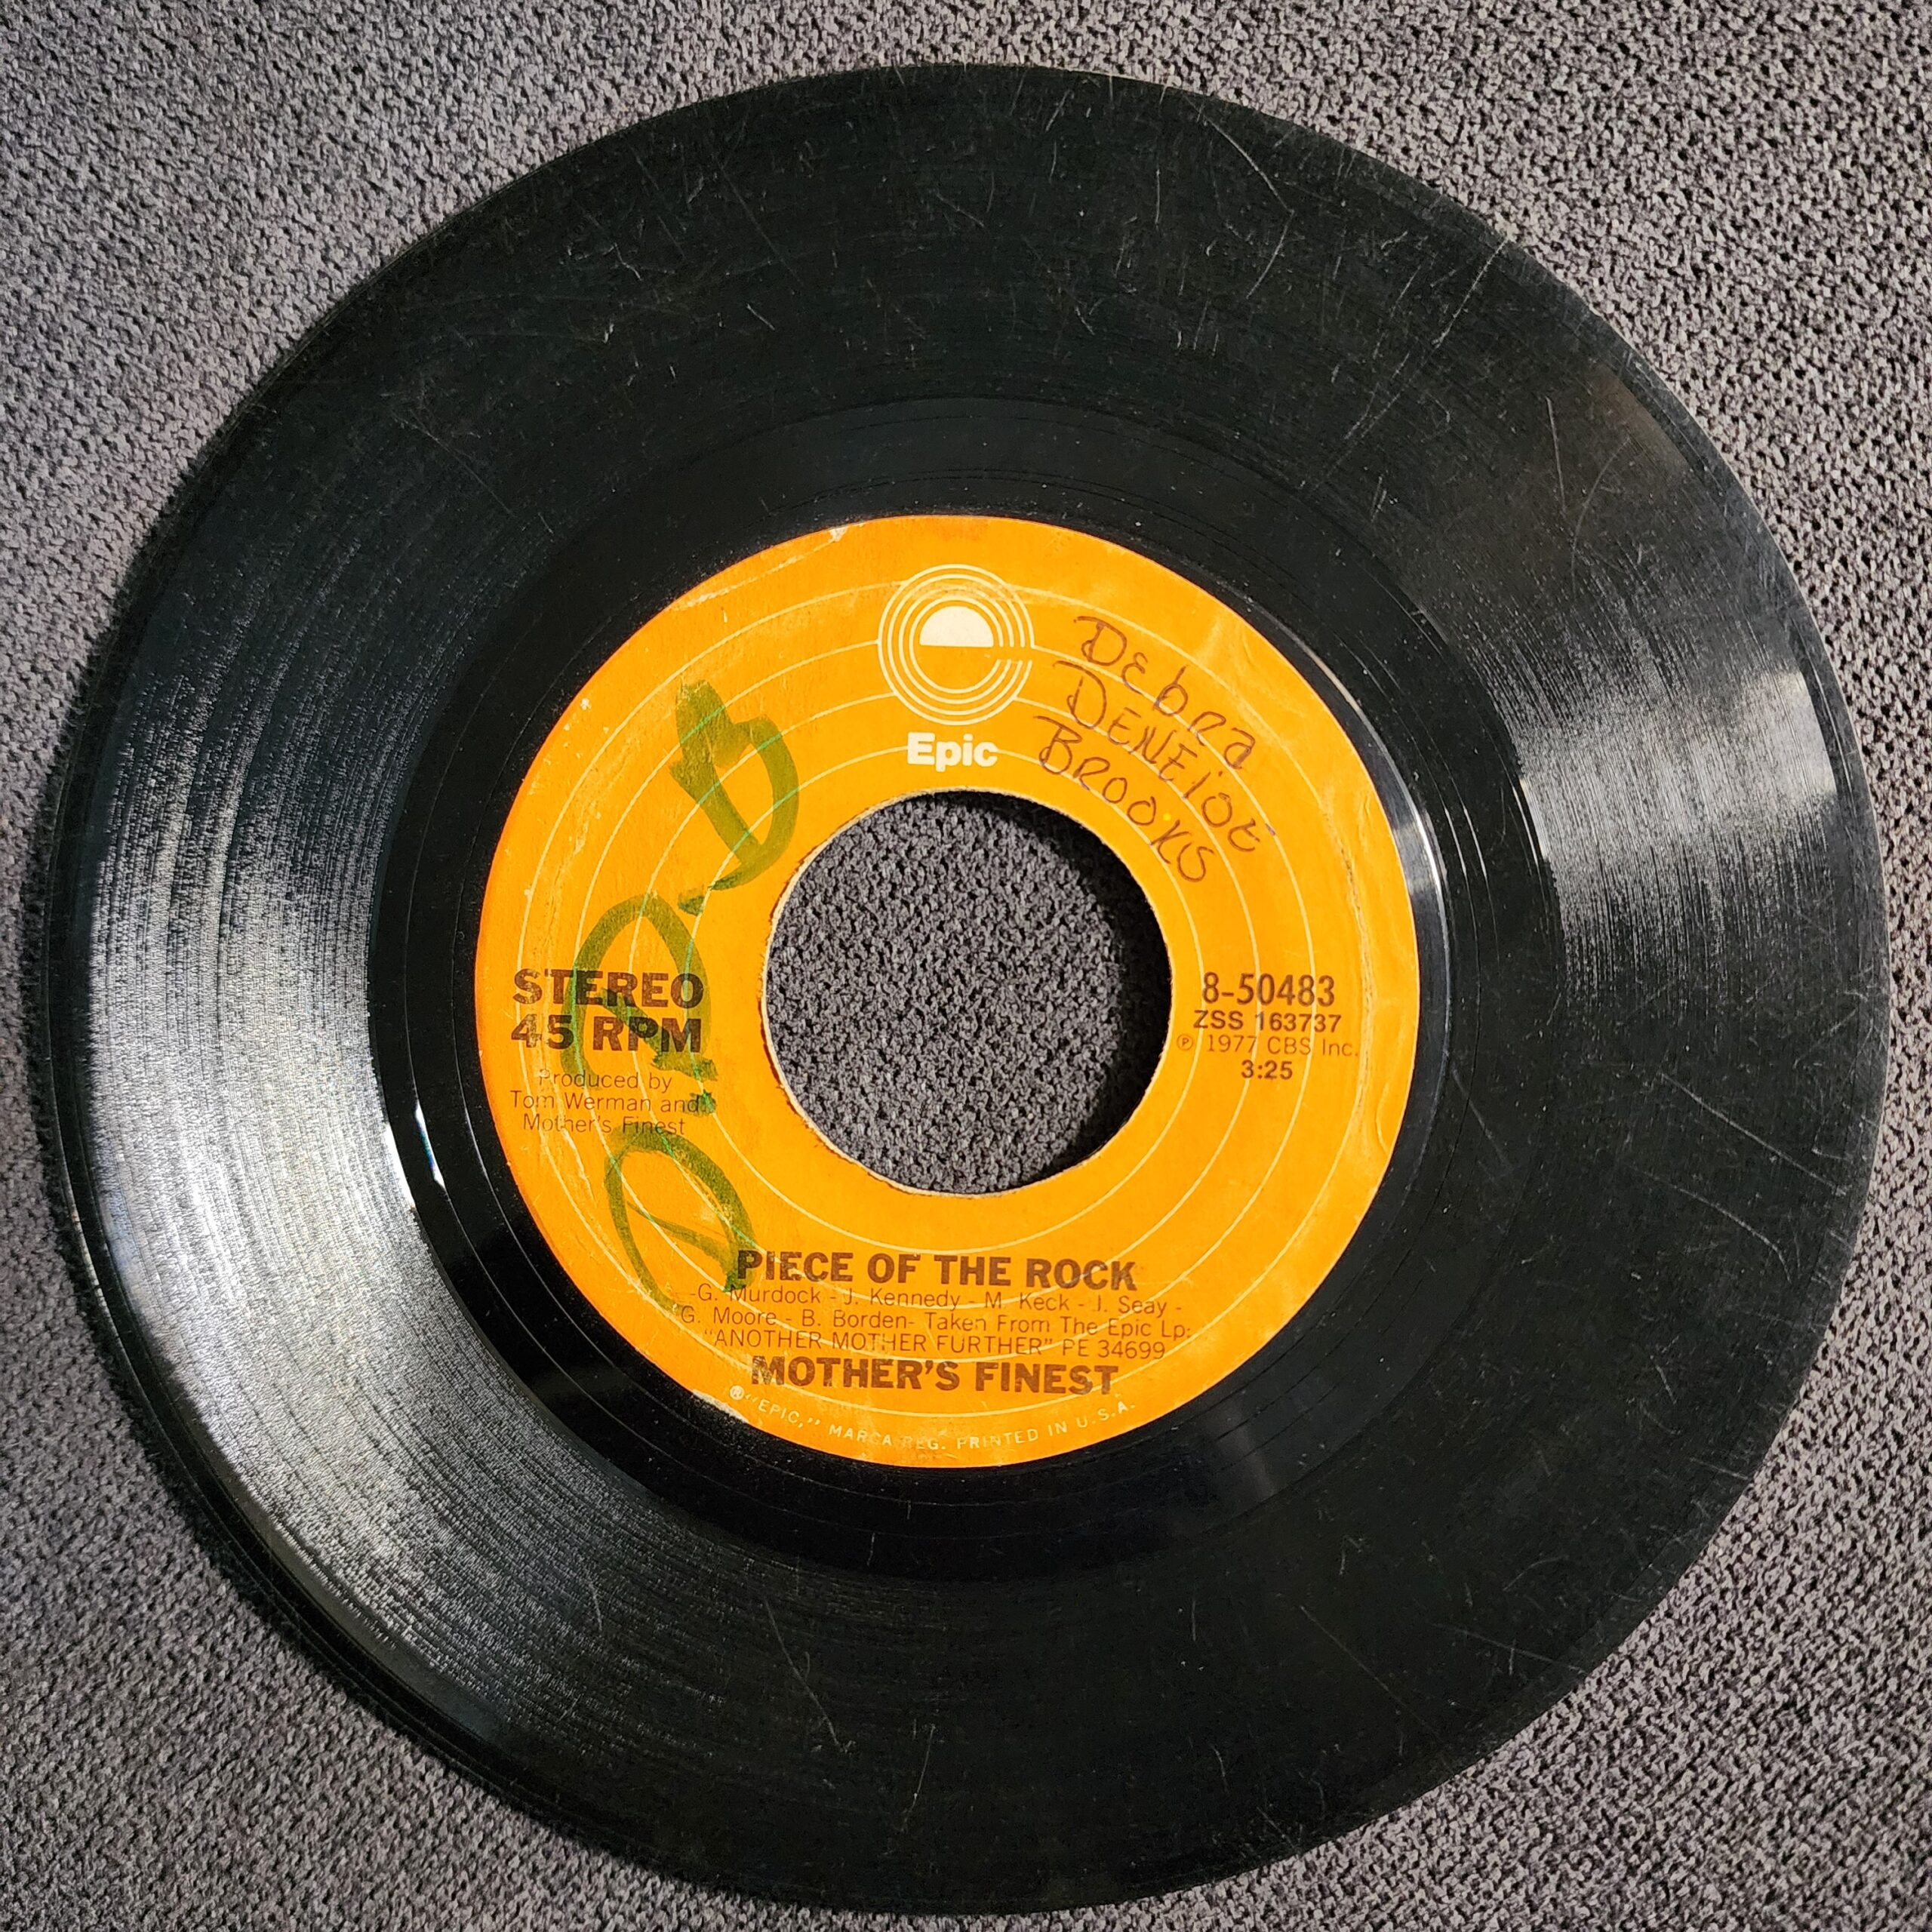 Epic
Debra
DENEiOE
BROOKS
D.D.B
STEREO
45 RPM
Produced by
Tom Werman and
Mother's Finest
8-50483
ZSS 163737
℗ 1977 CBS Inc.
3:25
PIECE OF THE ROCK
-G. Murdock - J. Kennedy - M. Keck - J. Seay -
G. Moore - B. Borden- Taken From The Epic Lp:
"ANOTHER MOTHER FURTHER" PE 34699
MOTHER'S FINEST
® "EPIC," MARCA REG. PRINTED IN U.S.A.